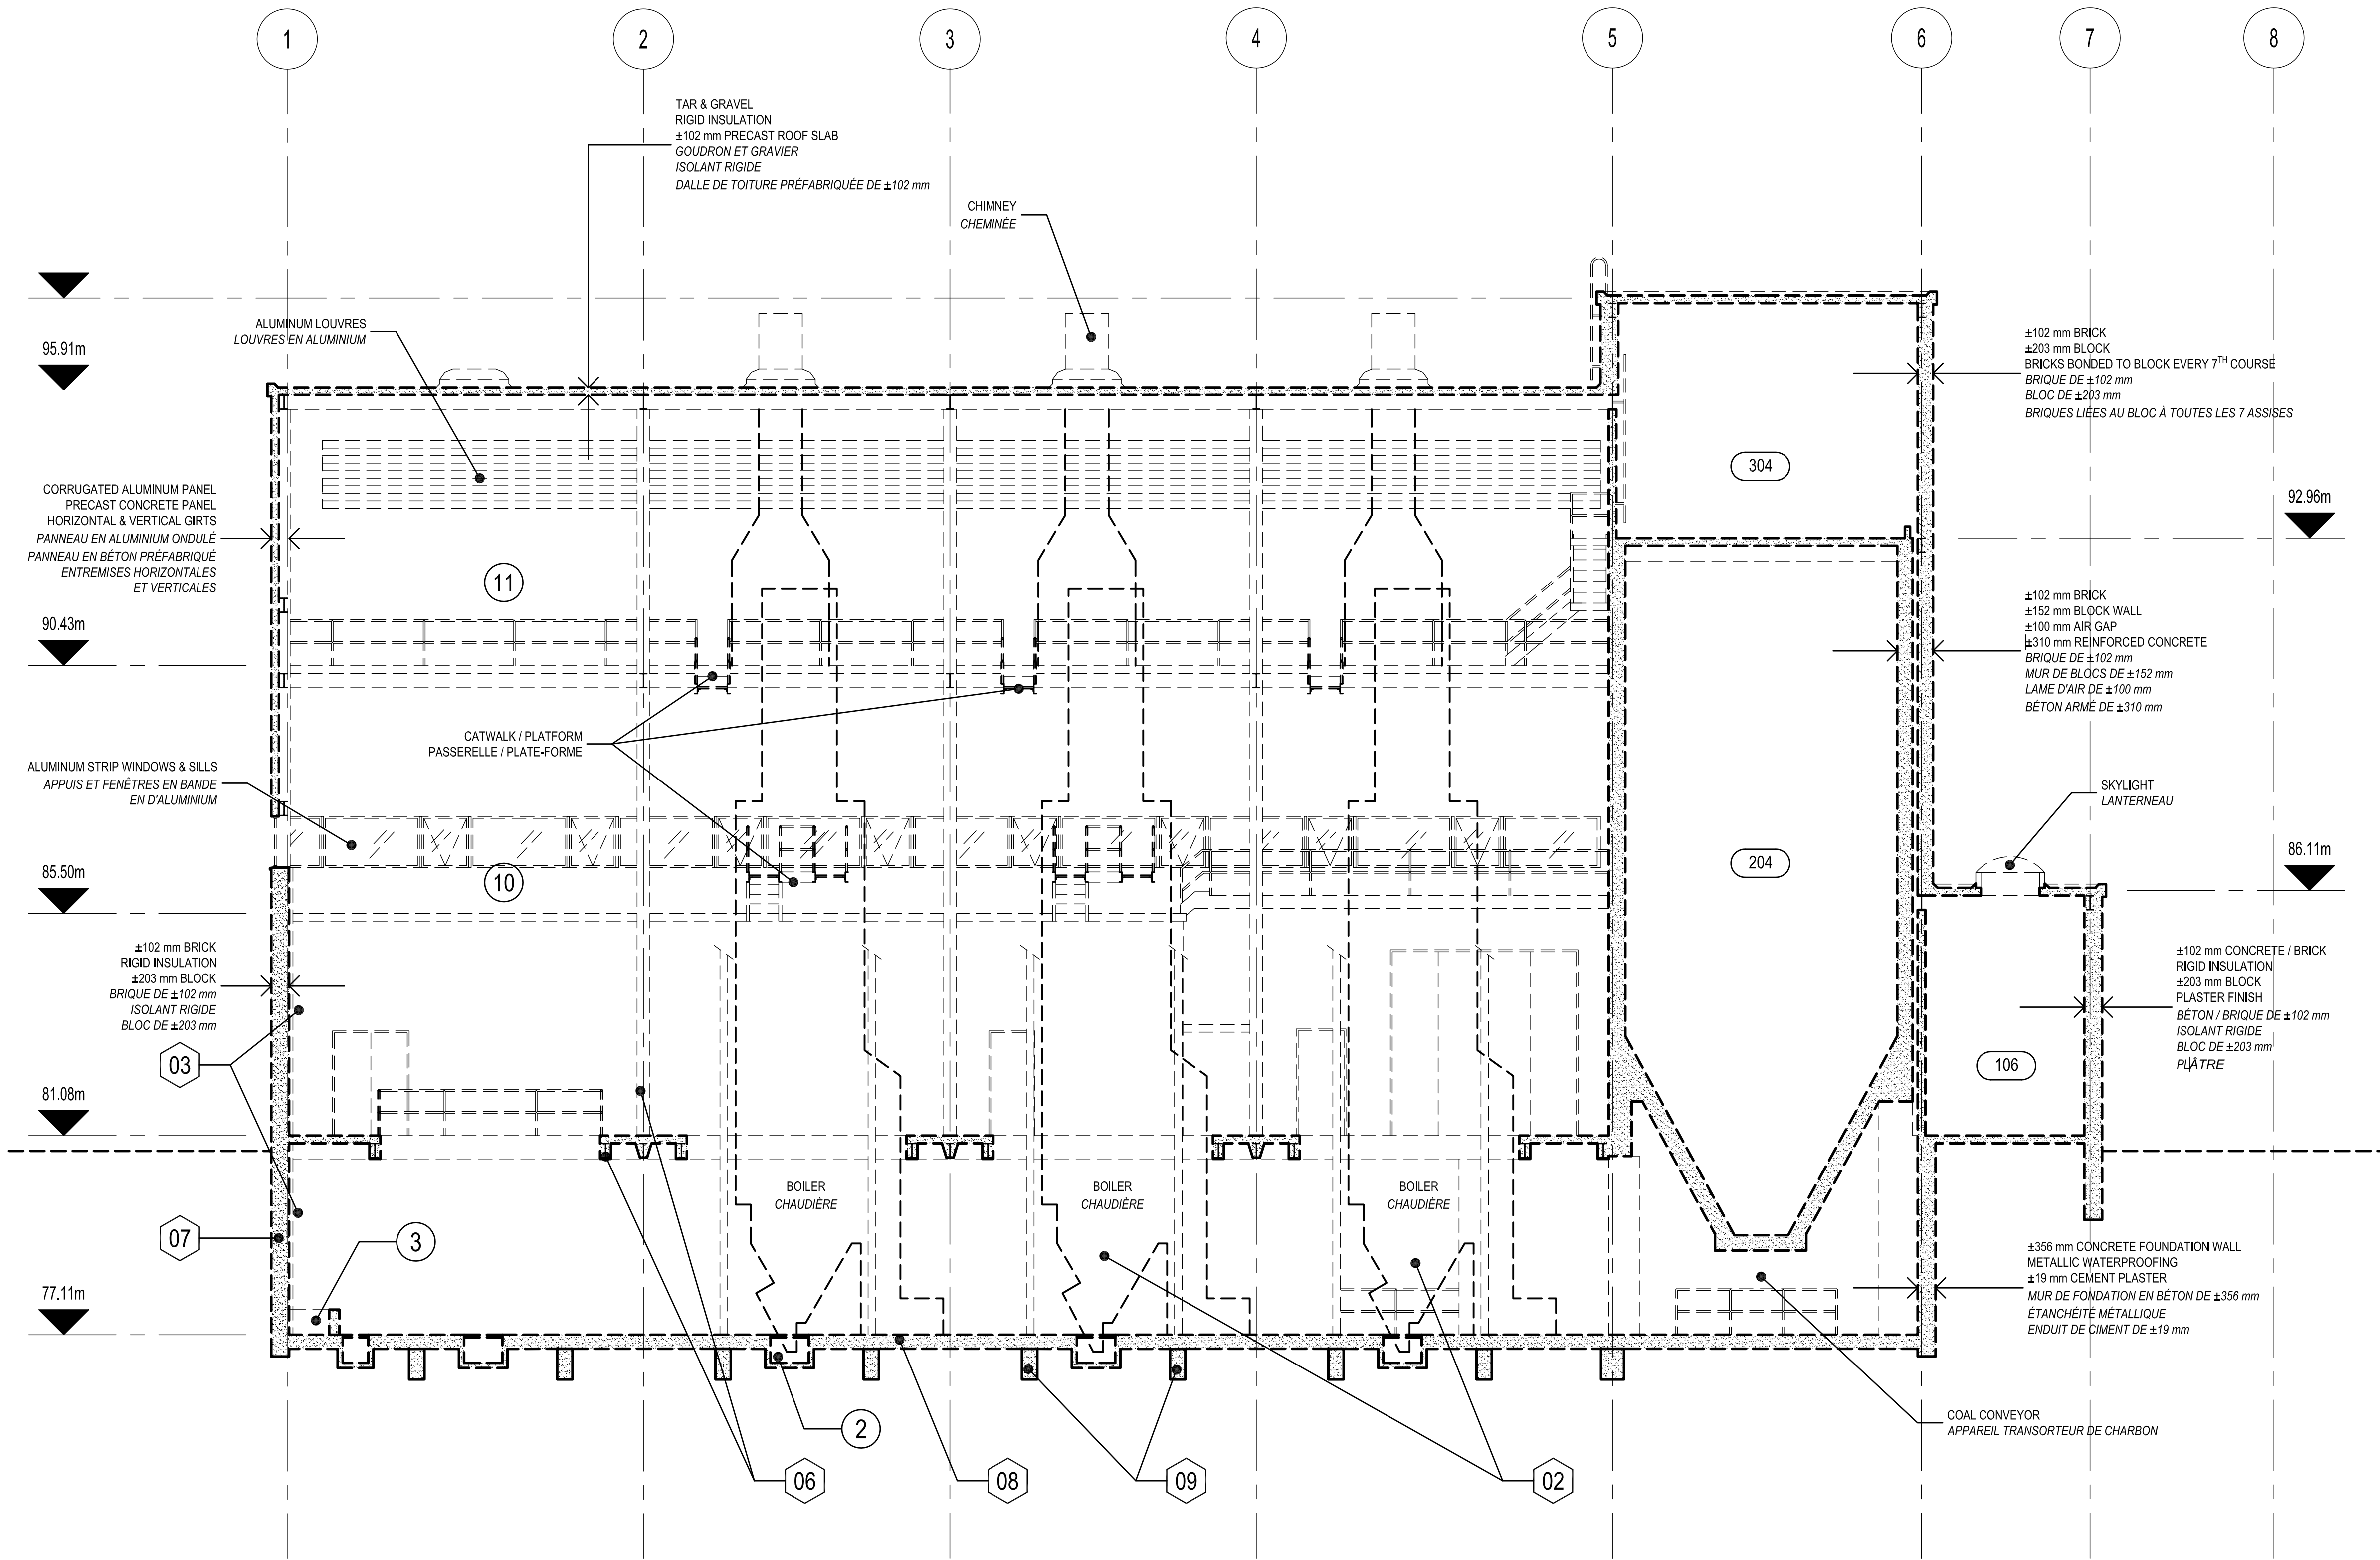 1
2
3
4
5
6
7
8
TAR & GRAVEL
RIGID INSULATION
±102 mm PRECAST ROOF SLAB
GOUDRON ET GRAVIER
ISOLANT RIGIDE
DALLE DE TOITURE PRÉFABRIQUÉE DE ±102 mm
CHIMNEY
CHEMINÉE
ALUMINUM LOUVRES
LOUVRES EN ALUMINIUM
95.91m
±102 mm BRICK
±203 mm BLOCK
BRICKS BONDED TO BLOCK EVERY 7TH COURSE
BRIQUE DE ±102 mm
BLOC DE ±203 mm
BRIQUES LIÉES AU BLOC À TOUTES LES 7 ASSISES
304
CORRUGATED ALUMINUM PANEL
PRECAST CONCRETE PANEL
HORIZONTAL & VERTICAL GIRTS
PANNEAU EN ALUMINIUM ONDULÉ
PANNEAU EN BÉTON PRÉFABRIQUÉ
ENTREMISES HORIZONTALES
ET VERTICALES
92.96m
11
90.43m
±102 mm BRICK
±152 mm BLOCK WALL
±100 mm AIR GAP
±310 mm REINFORCED CONCRETE
BRIQUE DE ±102 mm
MUR DE BLOCS DE ±152 mm
LAME D'AIR DE ±100 mm
BÉTON ARMÉ DE ±310 mm
CATWALK / PLATFORM
PASSERELLE / PLATE-FORME
ALUMINUM STRIP WINDOWS & SILLS
APPUIS ET FENÊTRES EN BANDE
EN D'ALUMINIUM
SKYLIGHT
LANTERNEAU
204
86.11m
10
85.50m
±102 mm BRICK
RIGID INSULATION
±203 mm BLOCK
BRIQUE DE ±102 mm
ISOLANT RIGIDE
BLOC DE ±203 mm
±102 mm CONCRETE / BRICK
RIGID INSULATION
±203 mm BLOCK
PLASTER FINISH
BÉTON / BRIQUE DE ±102 mm
ISOLANT RIGIDE
BLOC DE ±203 mm
PLÂTRE
03
106
81.08m
BOILER
CHAUDIÈRE
BOILER
CHAUDIÈRE
BOILER
CHAUDIÈRE
07
3
±356 mm CONCRETE FOUNDATION WALL
METALLIC WATERPROOFING
±19 mm CEMENT PLASTER
MUR DE FONDATION EN BÉTON DE ±356 mm
ÉTANCHÉITÉ MÉTALLIQUE
ENDUIT DE CIMENT DE ±19 mm
77.11m
2
COAL CONVEYOR
APPAREIL TRANSORTEUR DE CHARBON
06
08
09
02